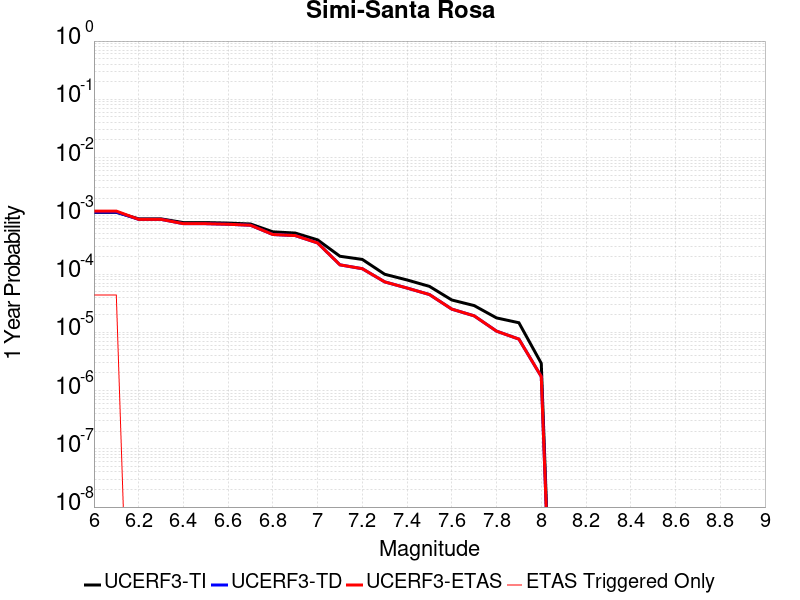 Simi-Santa Rosa
10^0
10^-1
10^-2
10^-3
10^-4
10^-5
10^-6
10^-7
10^-8
1 Year Probability
6 6.2 6.4 6.6 6.8 7 7.2 7.4 7.6 7.8 8 8.2 8.4 8.6 8.8 9
Magnitude
UCERF3-TI UCERF3-TD UCERF3-ETAS ETAS Triggered Only